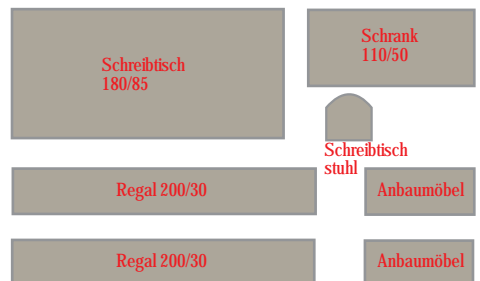 Schreibtisch
180/85
Schrank
110/50
Schreibtisch
stuhl
Regal 200/30
Anbaumöbel
Regal 200/30
Anbaumöbel